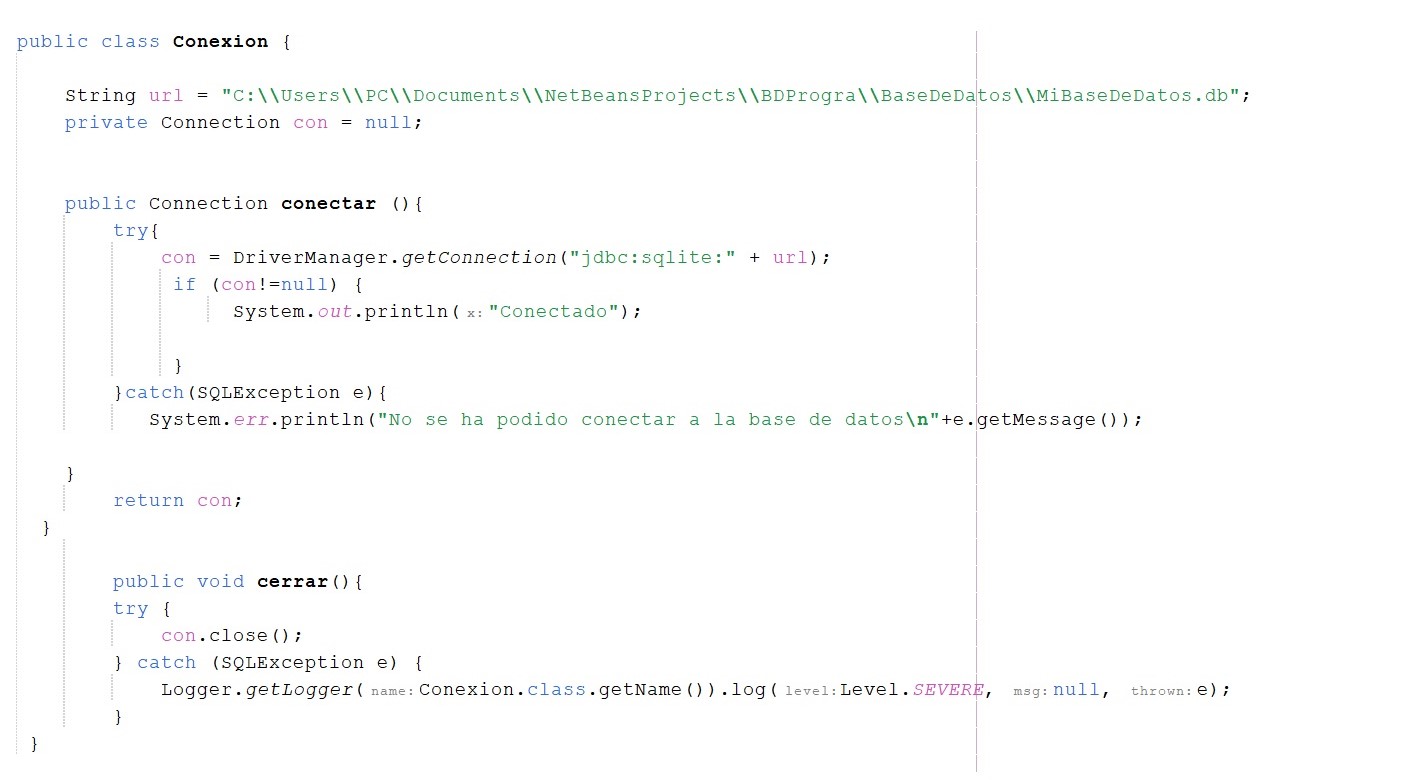 public class Conexion {
String url = "C:\\Users\\PC\\Documents\\NetBeansProjects\\BDProgra\\BaseDeDatos\\MiBaseDeDatos.db";
private Connection con = null;
public Connection conectar (){
try{
con = DriverManager.getConnection("jdbc:sqlite:" + url);
if (con!=null) {
System.out.println( x: "Conectado");
}
}catch(SQLException e){
System.err.println("No se ha podido conectar a la base de datos\n"+e.getMessage());
}
return con;
}
public void cerrar(){
try {
con.close();
} catch (SQLException e) {
Logger.getLogger( name: Conexion.class.getName()).log( level: Level.SEVERE, msg: null, thrown: e);
}
}